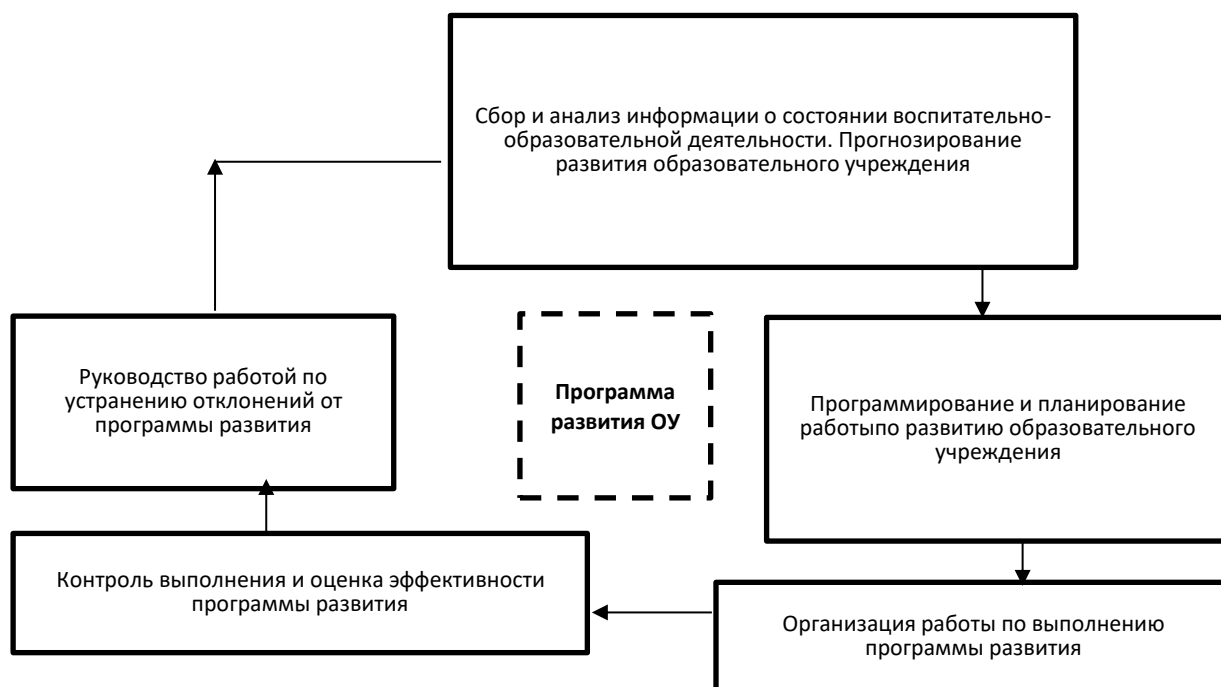 Сбор и анализ информации о состоянии воспитательно-
образовательной деятельности. Прогнозирование
развития образовательного учреждения
Руководство работой по
устранению отклонений от
программы развития
Программа
развития ОУ
Программирование и планирование
работыпо развитию образовательного
учреждения
Контроль выполнения и оценка эффективности
программы развития
Организация работы по выполнению
программы развития